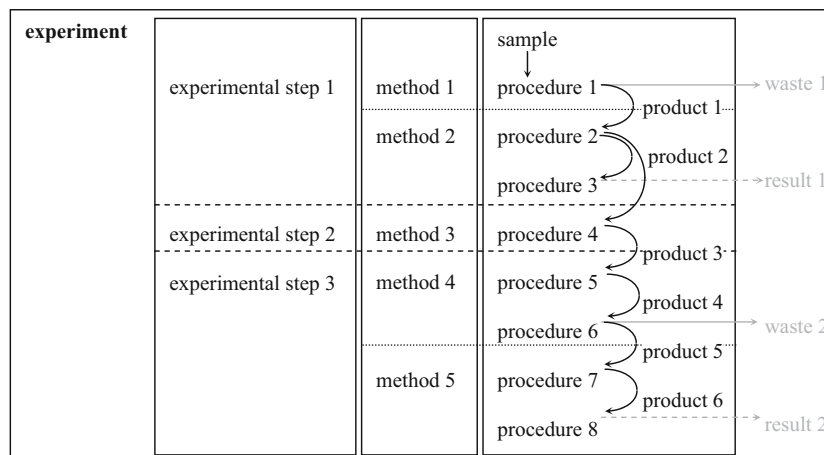 experiment
sample
experimental step 1 method 1 procedure 1 waste 1
product 1
method 2 procedure 2
product 2
procedure 3 result 1
experimental step 2 method 3 procedure 4
product 3
experimental step 3 method 4 procedure 5
product 4
procedure 6 waste 2
product 5
method 5 procedure 7
product 6
procedure 8 result 2